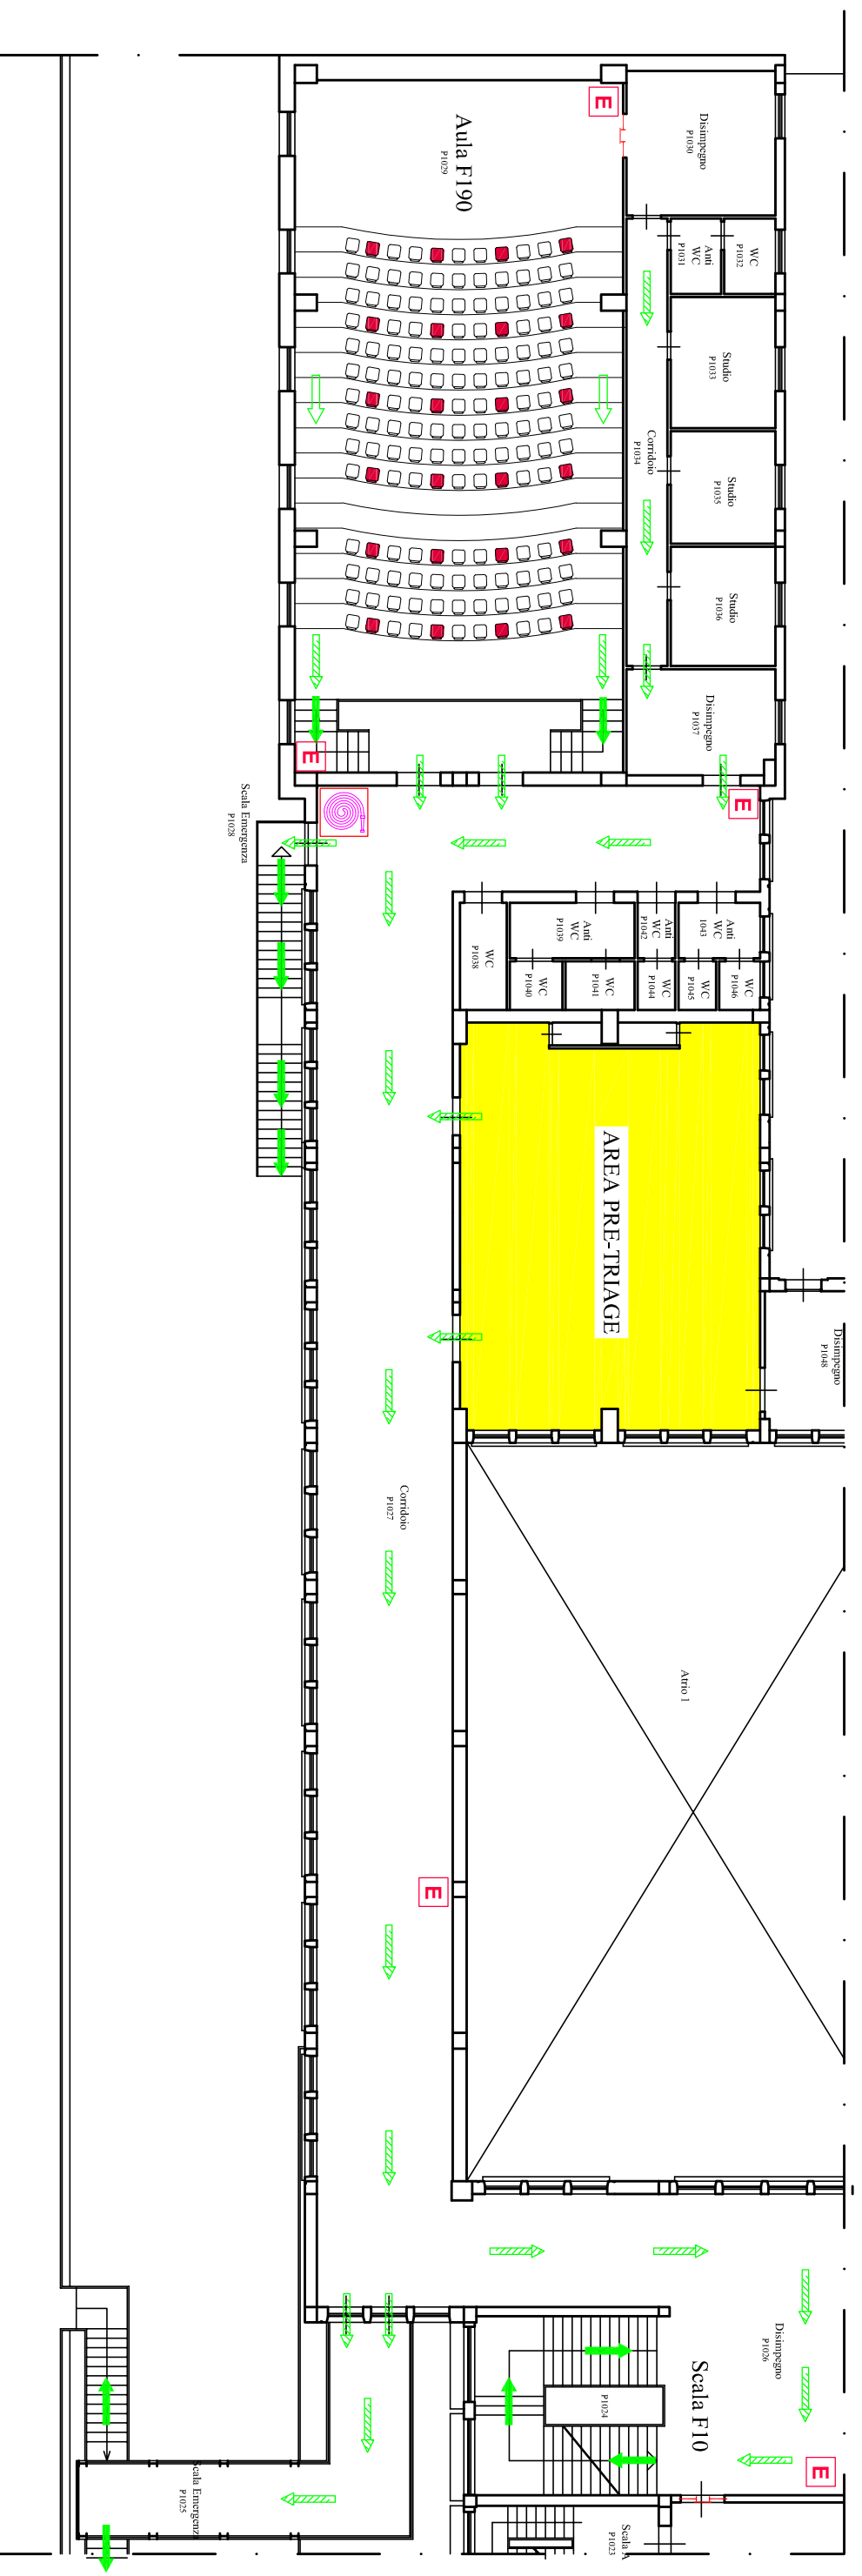 E
Disimpegno
P1030
Aula F190
P1029
WC
P1032
Anti
WC
P1031
Studio
P1033
Corridoio
P1034
Studio
P1035
Studio
P1036
Disimpegno
P1037
E
E
Scala Emergenza
P1028
WC
P1038
Anti
WC
P1039
Anti
WC
P1042
Anti
WC
1043
WC
P1040
WC
P1041
WC
P1044
WC
P1045
WC
P1046
AREA PRE-TRIAGE
Disimpegno
P1048
Corridoio
P1027
Atrio 1
E
Disimpegno
P1026
Scala F10
P1024
E
Scala Emergenza
P1025
Scala A
P1023